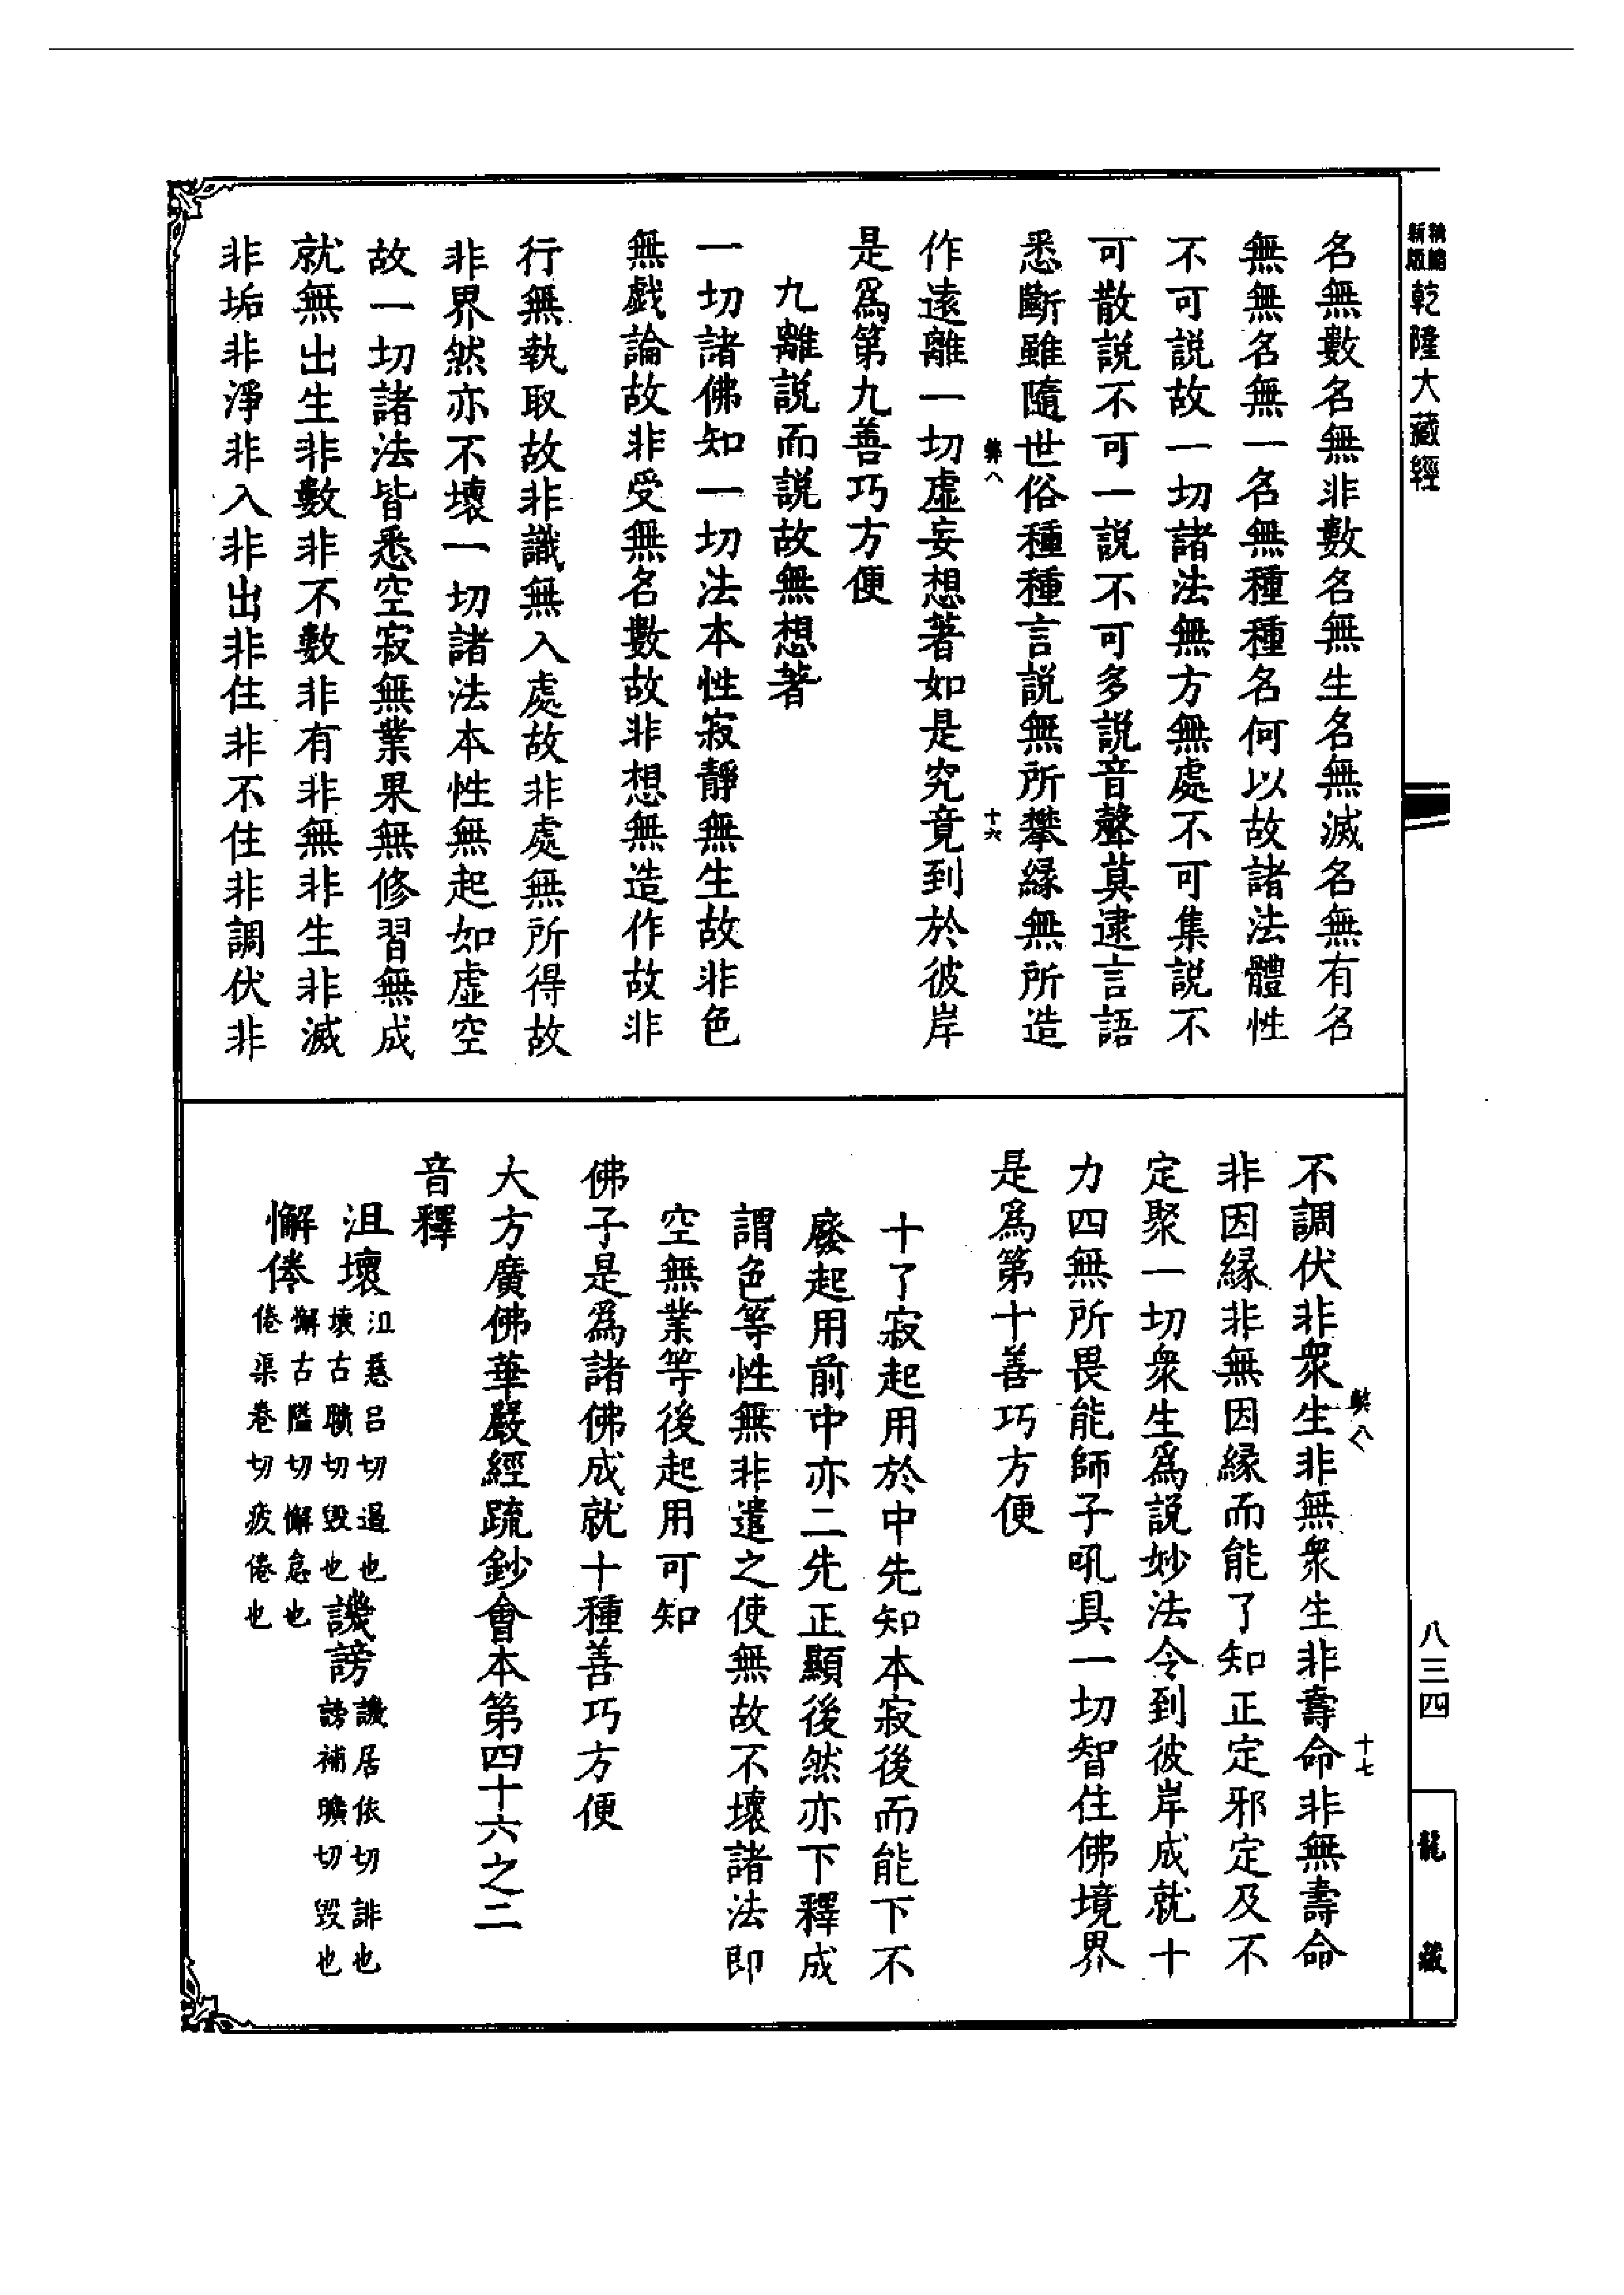 新版
精縮
乾隆大藏經
名無數名無非數名無生名無滅名無有名
無無名無一名無種種名何以故諸法體性
不可說故一切諸法無方無處不可集說不
可散說不可一說不可多說音聲莫逮言語
悉斷雖隨世俗種種言說無所攀緣無所造
十六
作遠離一切虛妄想著如是究竟到於彼岸
是為第九善巧方便
九離說而說故無想著
一切諸佛知一切法本性寂靜無生故非色
無戲論故非受無名數故非想無造作故非
行無執取故非識無入處故非處無所得故
非界然亦不壞一切諸法本性無起如虛空
故一切諸法皆悉空寂無業果無修習無成
就無出生非數非不數非有非無非生非滅
非垢非淨非入非出非住非不住非調伏非
八三四
龍藏
十七
不調伏非眾生非無眾生非壽命非無壽命
非因緣非無因緣而能了知正定邪定及不
定聚一切眾生為說妙法令到彼岸成就十
力四無所畏能師子吼具一切智住佛境界
是為第十善巧方便
十了寂起用於中先知本寂後而能下不
廢起用前中亦二先正顯後然亦下釋成
謂色等性無非遣之使無故不壞諸法即
空無業等後起用可知
佛子是為諸佛成就十種善巧方便
大方廣佛華嚴經疏鈔會本第四十六之二
音釋
沮壞 沮慈呂切遏也壞古曠切毀也 譏謗 譏居依切誹也謗補曠切毀也
懈倦 懈古隘切懈怠也倦渠卷切疲倦也